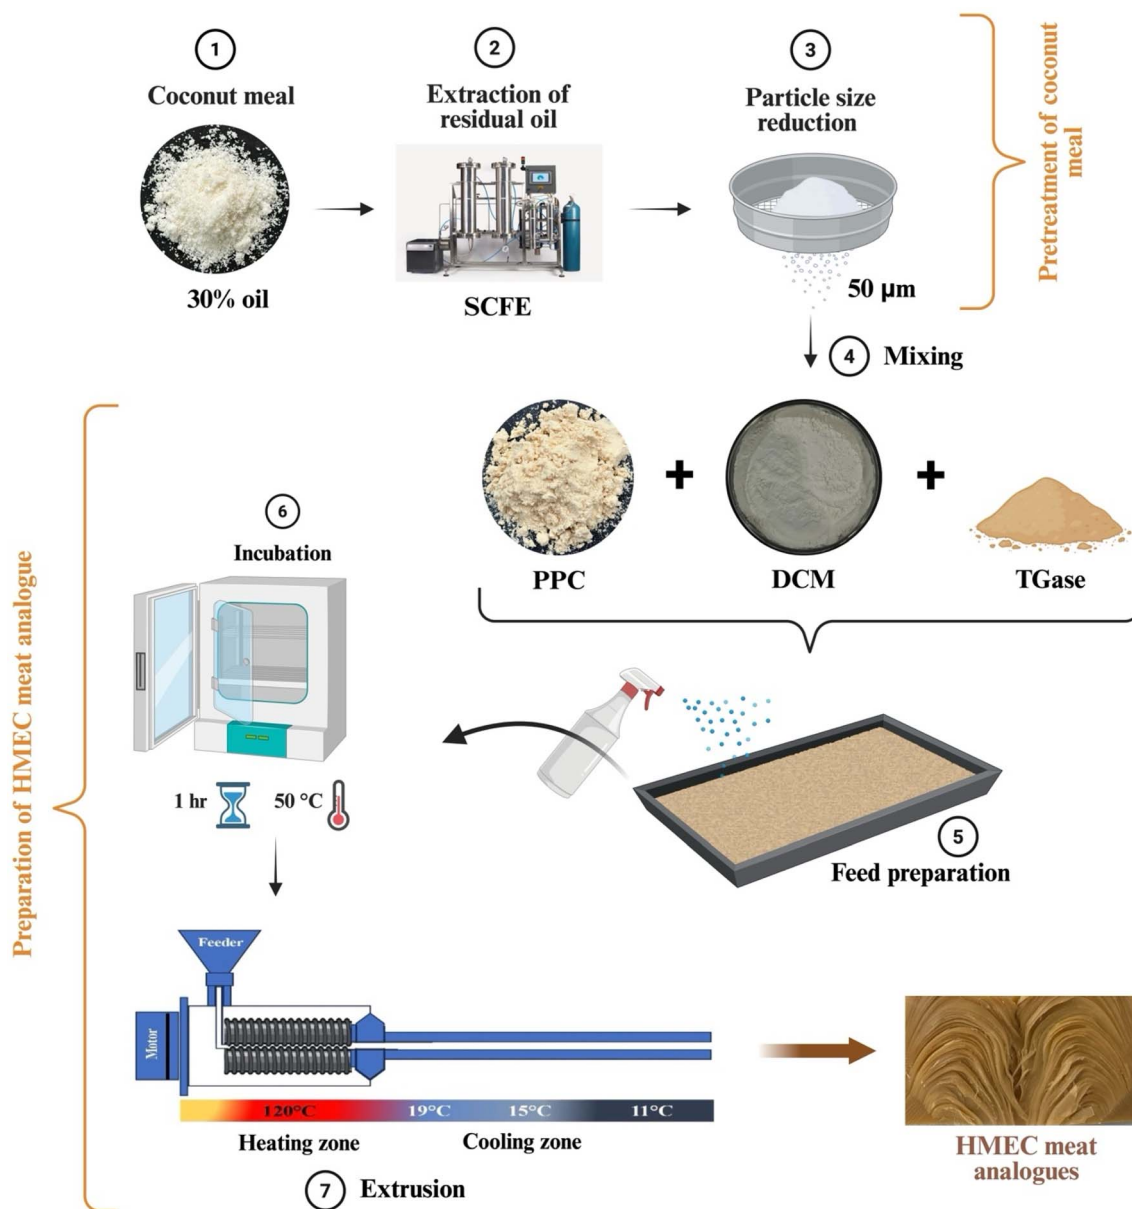 1
Coconut meal
30% oil
2
Extraction of
residual oil
SCFE
3
Particle size
reduction
50 μm
Pretreatment of coconut
meal
4 Mixing
PPC
+
DCM
+
TGase
5
Feed preparation
6
Incubation
1 hr
50 °C
Preparation of HMEC meat analogue
Feeder
Motor
120°C
19°C
15°C
11°C
Heating zone
Cooling zone
7 Extrusion
HMEC meat
analogues